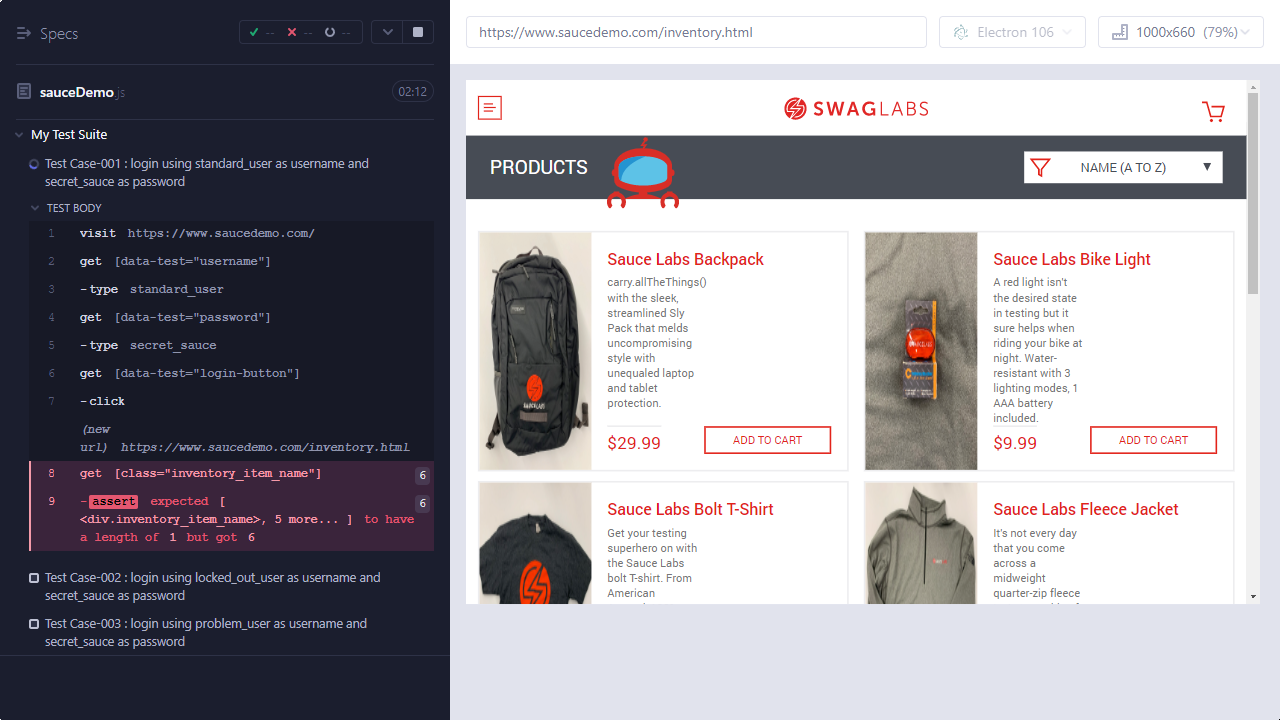 Specs
-- -- --
sauceDemo.js
02:12
My Test Suite
Test Case-001 : login using standard_user as username and
secret_sauce as password
TEST BODY
1 visit https://www.saucedemo.com/
2 get [data-test="username"]
3 -type standard_user
4 get [data-test="password"]
5 -type secret_sauce
6 get [data-test="login-button"]
7 -click
(new
url) https://www.saucedemo.com/inventory.html
8 get [class="inventory_item_name"] 6
9 -assert expected [ 6
<div.inventory_item_name>, 5 more... ] to have
a length of 1 but got 6
Test Case-002 : login using locked_out_user as username and
secret_sauce as password
Test Case-003 : login using problem_user as username and
secret_sauce as password
https://www.saucedemo.com/inventory.html
Electron 106
1000x660 (79%)
SWAGLABS
PRODUCTS
NAME (A TO Z)
Sauce Labs Backpack
carry.allTheThings()
with the sleek,
streamlined Sly
Pack that melds
uncompromising
style with
unequaled laptop
and tablet
protection.
$29.99
ADD TO CART
Sauce Labs Bike Light
A red light isn't
the desired state
in testing but it
sure helps when
riding your bike at
night. Water-
resistant with 3
lighting modes, 1
AAA battery
included.
$9.99
ADD TO CART
Sauce Labs Bolt T-Shirt
Get your testing
superhero on with
the Sauce Labs
bolt T-shirt. From
American
Sauce Labs Fleece Jacket
It's not every day
that you come
across a
midweight
quarter-zip fleece